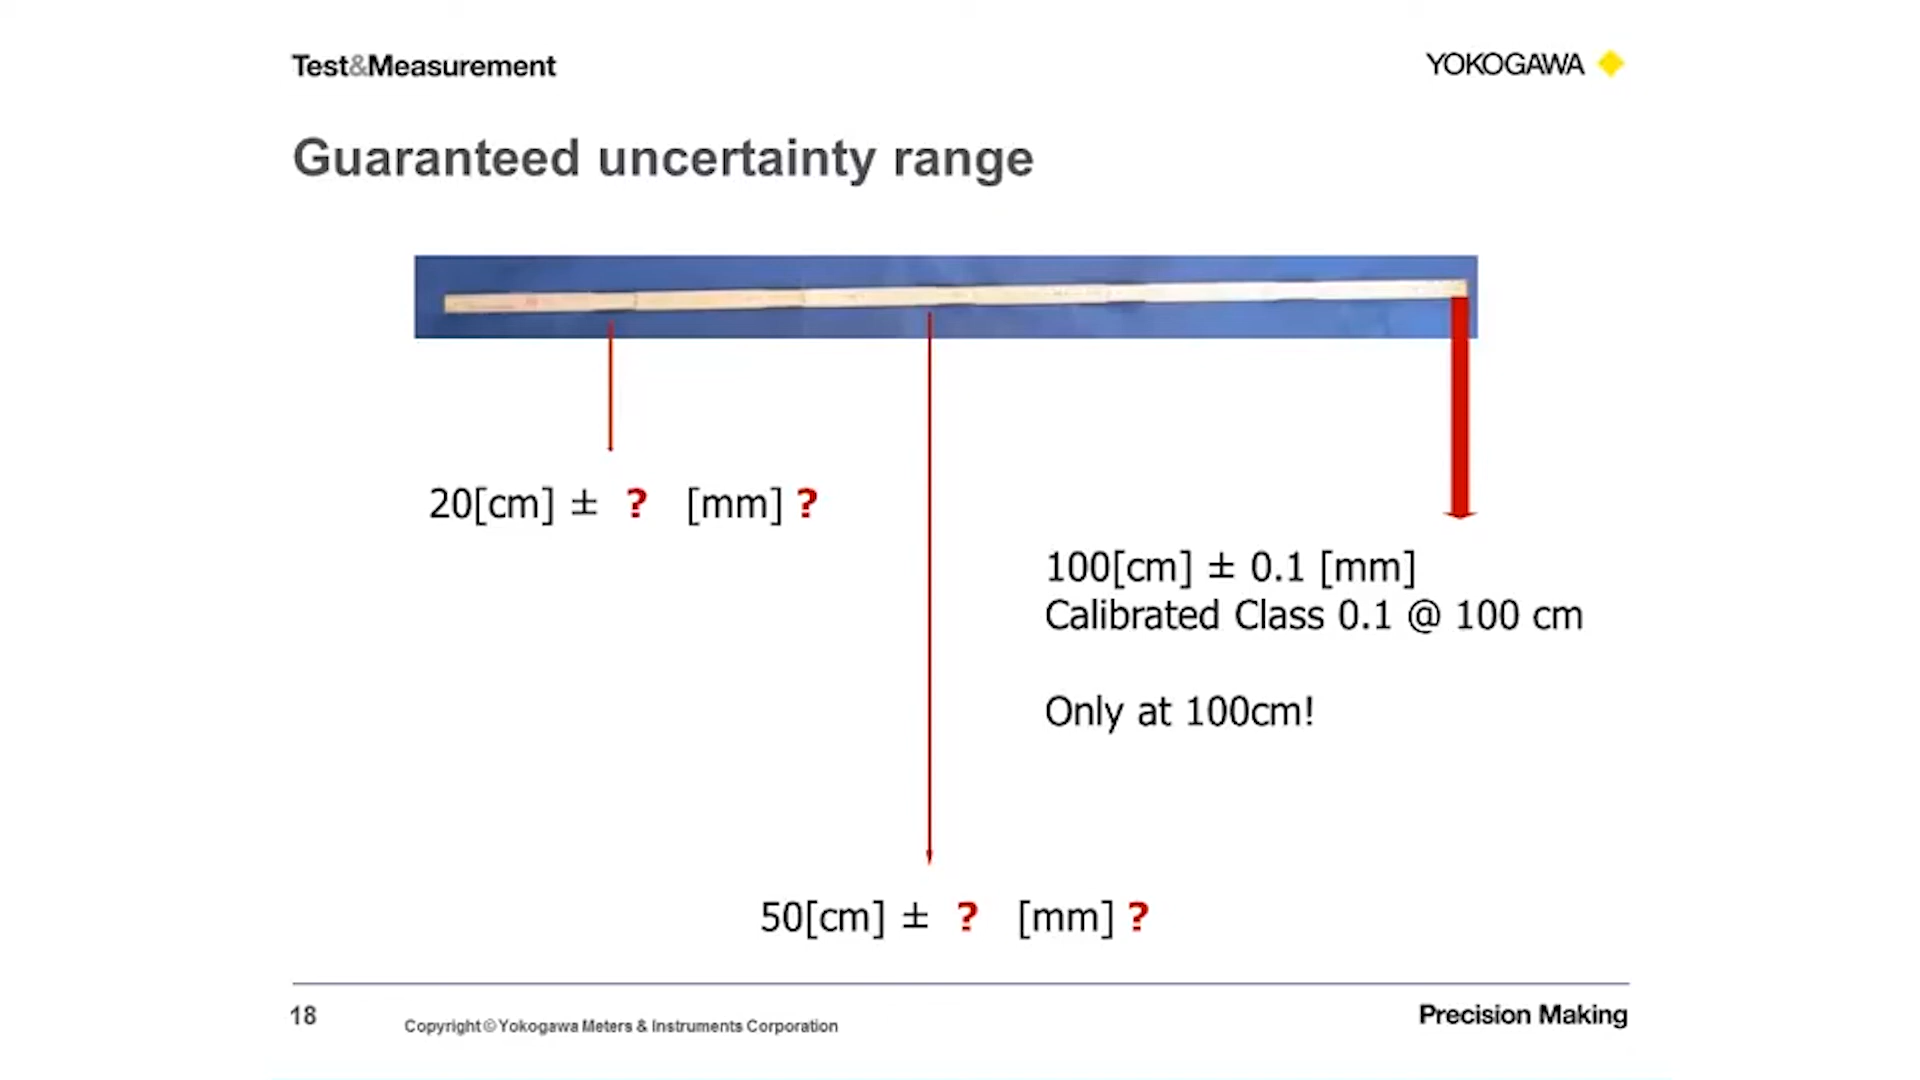 Test&Measurement
YOKOGAWA
Guaranteed uncertainty range
20[cm] ± ? [mm] ?
100[cm] ± 0.1 [mm]
Calibrated Class 0.1 @ 100 cm
Only at 100cm!
50[cm] ± ? [mm] ?
18
Copyright © Yokogawa Meters & Instruments Corporation
Precision Making